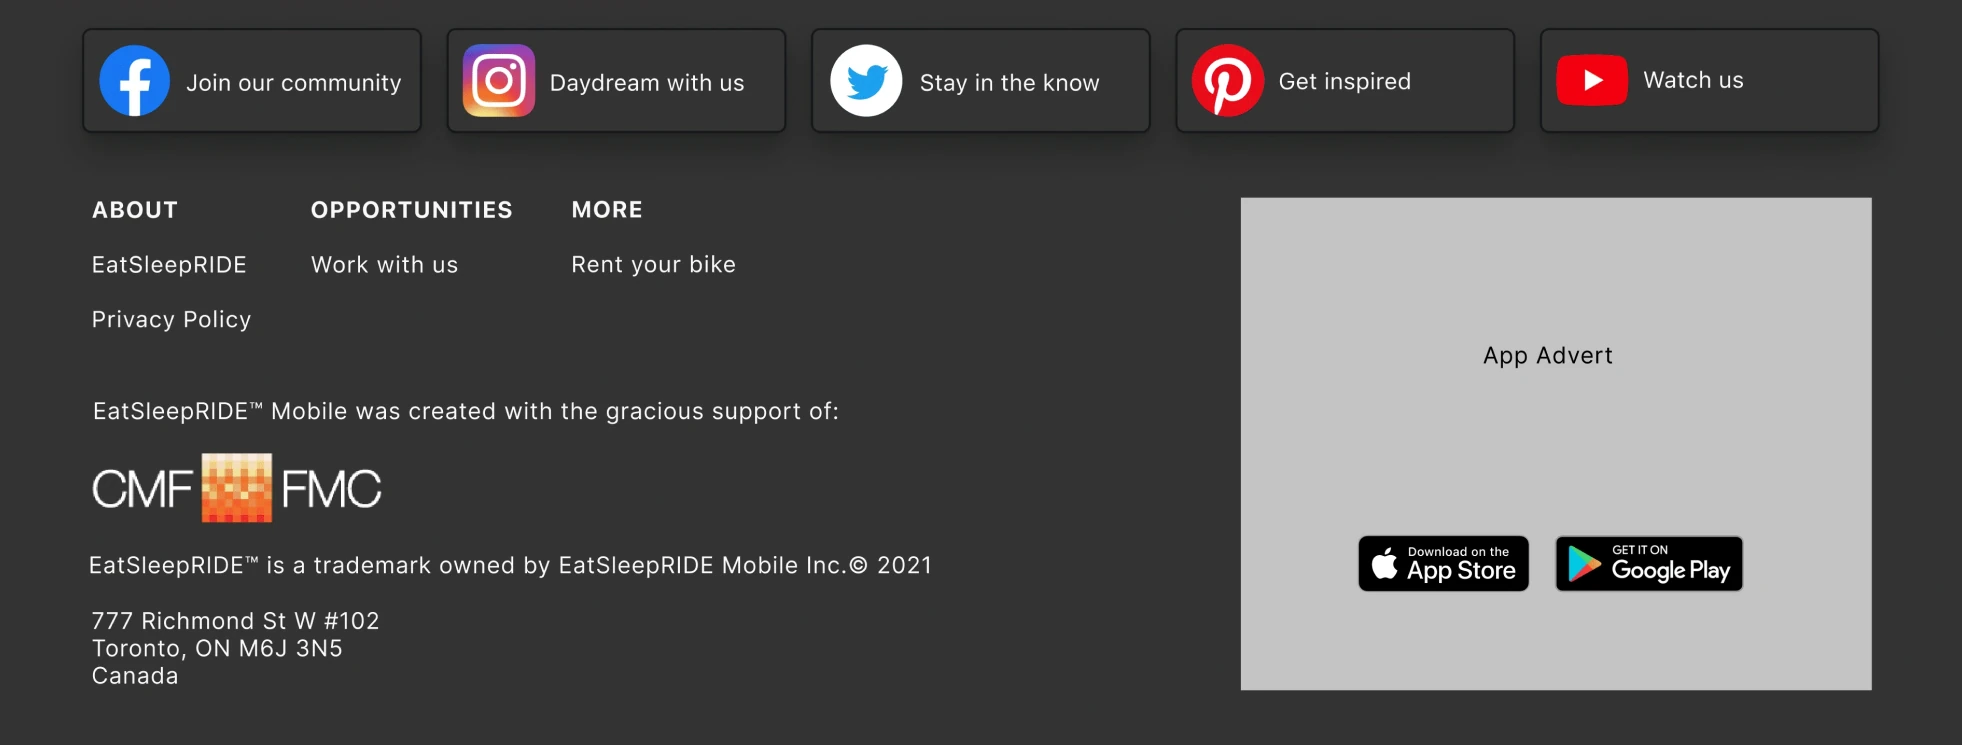 Join our community
Daydream with us
Stay in the know
Get inspired
Watch us
ABOUT
EatSleepRIDE
Privacy Policy
OPPORTUNITIES
Work with us
MORE
Rent your bike
EatSleepRIDE™ Mobile was created with the gracious support of:
CMF FMC
EatSleepRIDE™ is a trademark owned by EatSleepRIDE Mobile Inc.© 2021
777 Richmond St W #102
Toronto, ON M6J 3N5
Canada
App Advert
Download on the
App Store
GET IT ON
Google Play